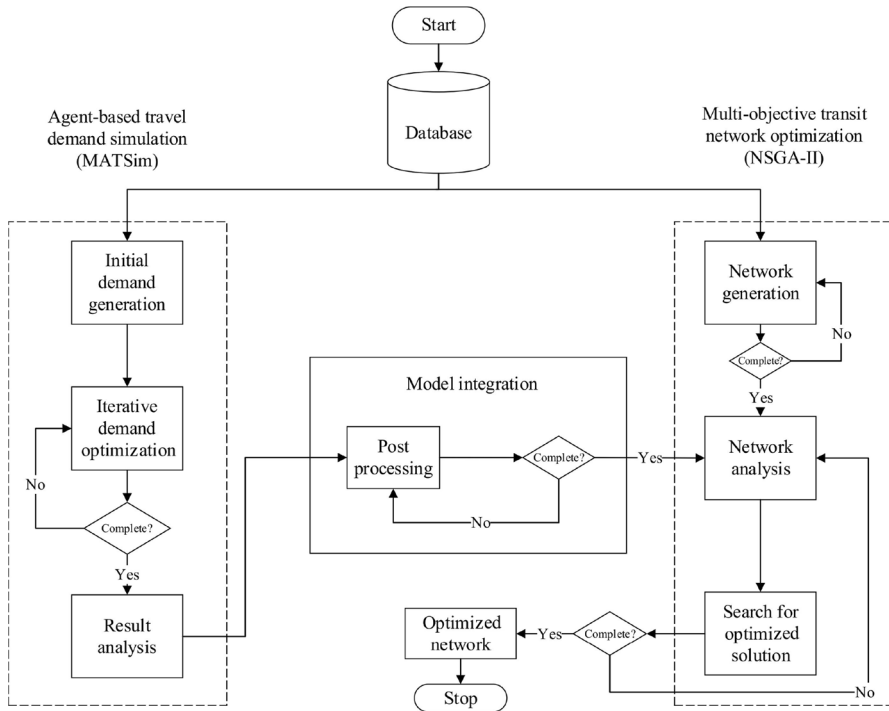 Start
Database
Agent-based travel
demand simulation
(MATSim)
Multi-objective transit
network optimization
(NSGA-II)
Initial
demand
generation
Iterative
demand
optimization
No
Complete?
Yes
Result
analysis
Model integration
Post
processing
Complete?
Yes
No
Network
generation
No
Complete?
Yes
Network
analysis
Search for
optimized
solution
Complete?
No
Yes
Optimized
network
Stop